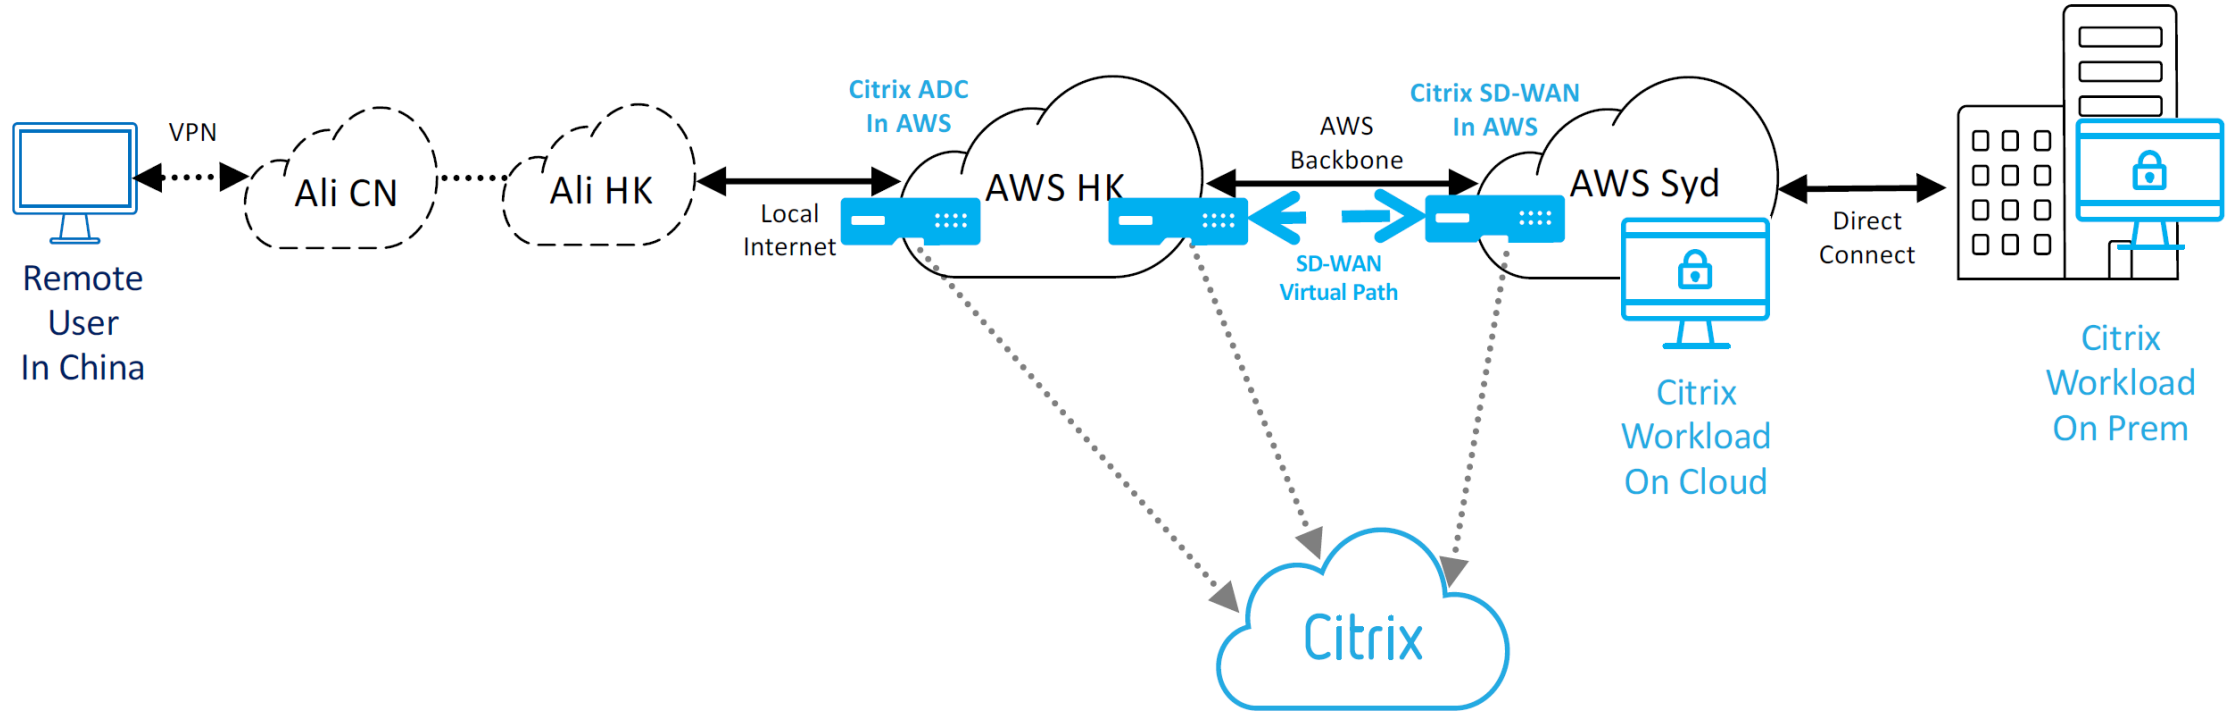 VPN
Ali CN
Ali HK
Local
Internet
Citrix ADC
In AWS
AWS HK
AWS
Backbone
SD-WAN
Virtual Path
Citrix SD-WAN
In AWS
AWS Syd
Direct
Connect
Remote
User
In China
Citrix
Workload
On Cloud
Citrix
Workload
On Prem
Citrix